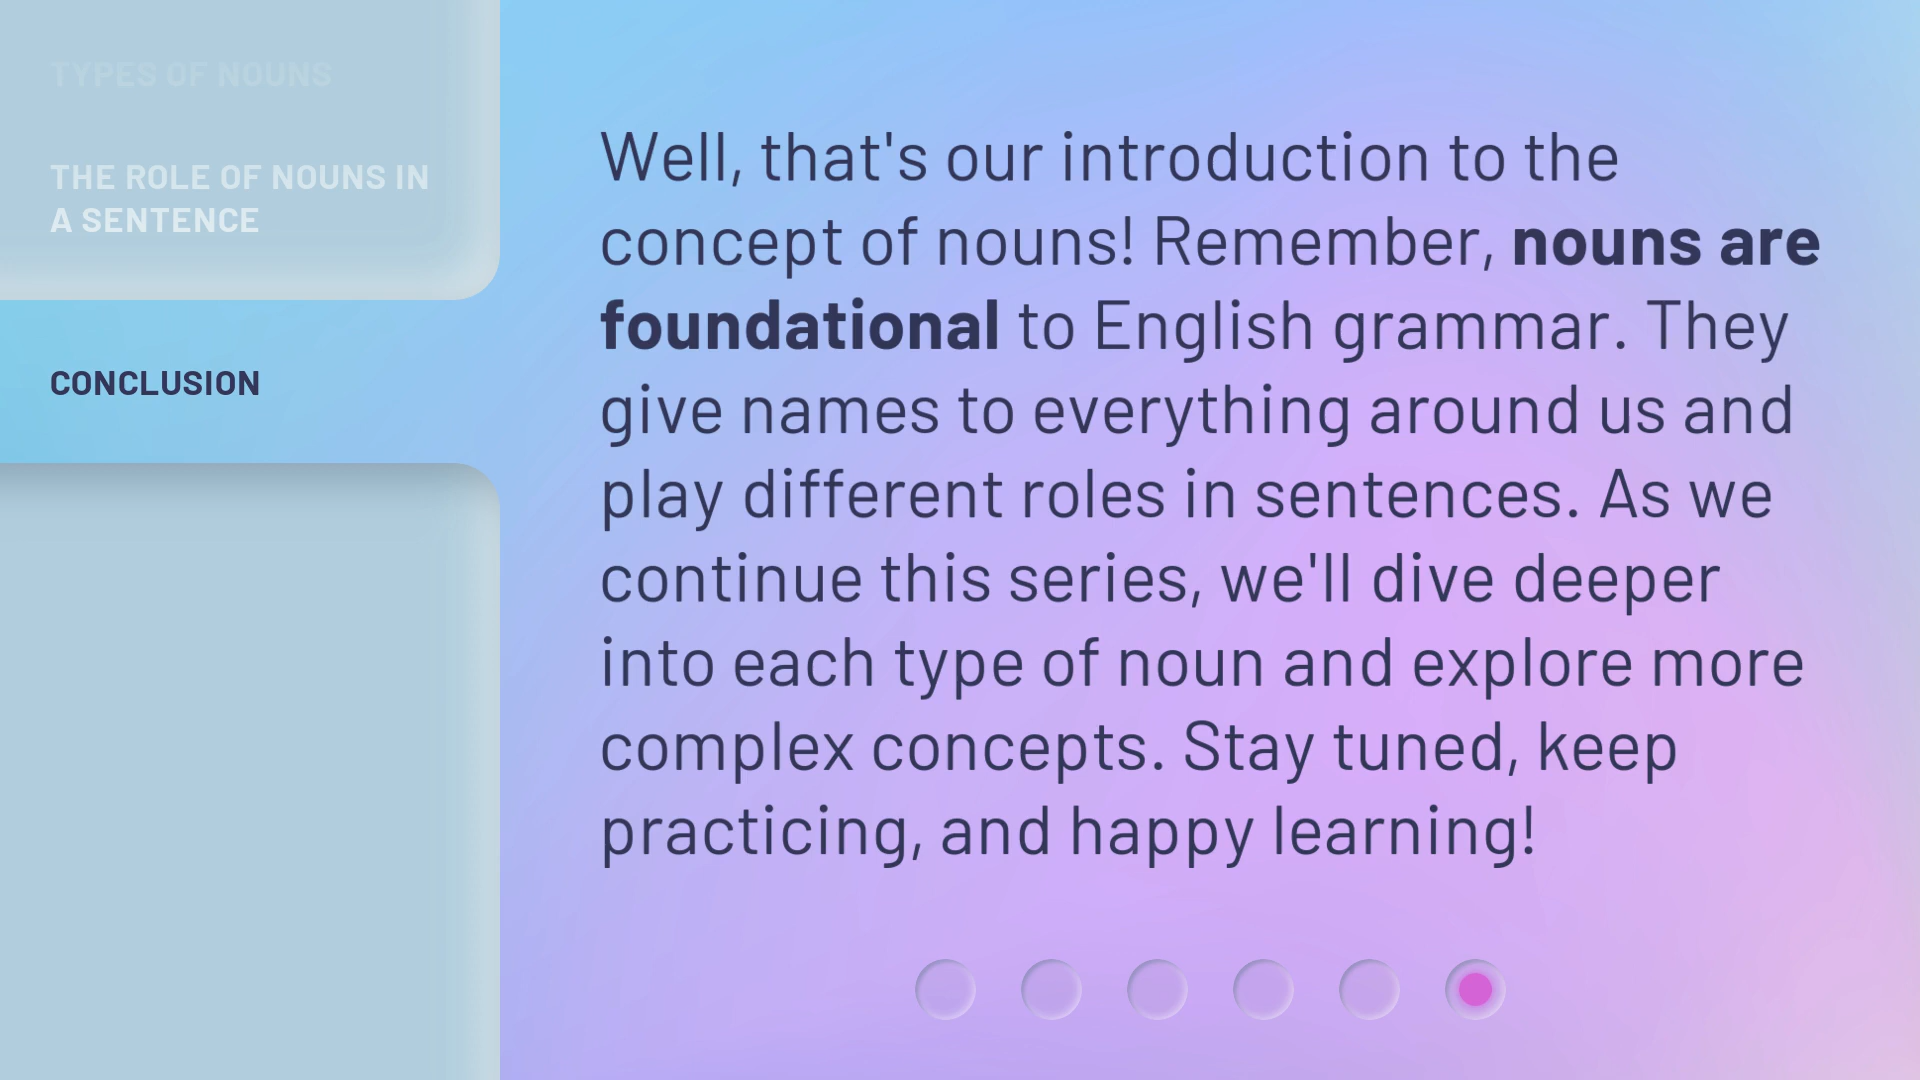 TYPES OF NOUNS
THE ROLE OF NOUNS IN
A SENTENCE
CONCLUSION
Well, that's our introduction to the
concept of nouns! Remember, nouns are
foundational to English grammar. They
give names to everything around us and
play different roles in sentences. As we
continue this series, we'll dive deeper
into each type of noun and explore more
complex concepts. Stay tuned, keep
practicing, and happy learning!